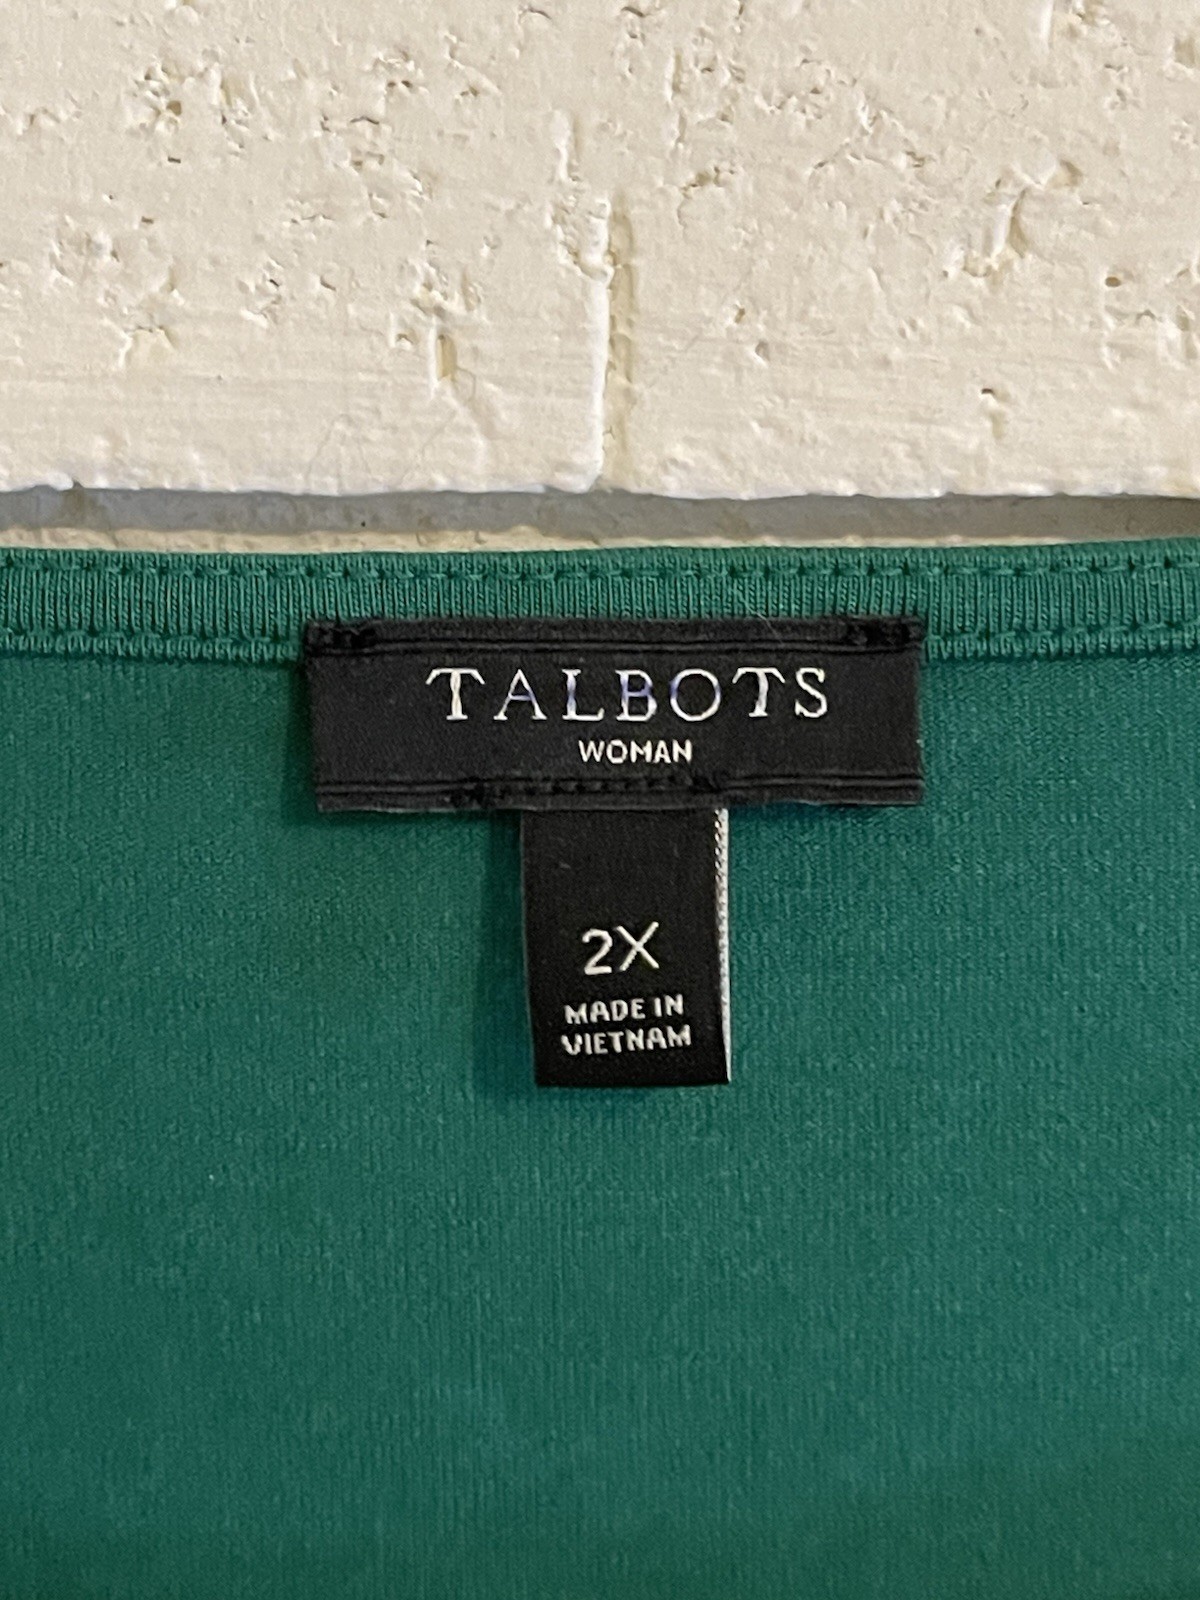 TALBOTS
WOMAN
2X
MADE IN
VIETNAM